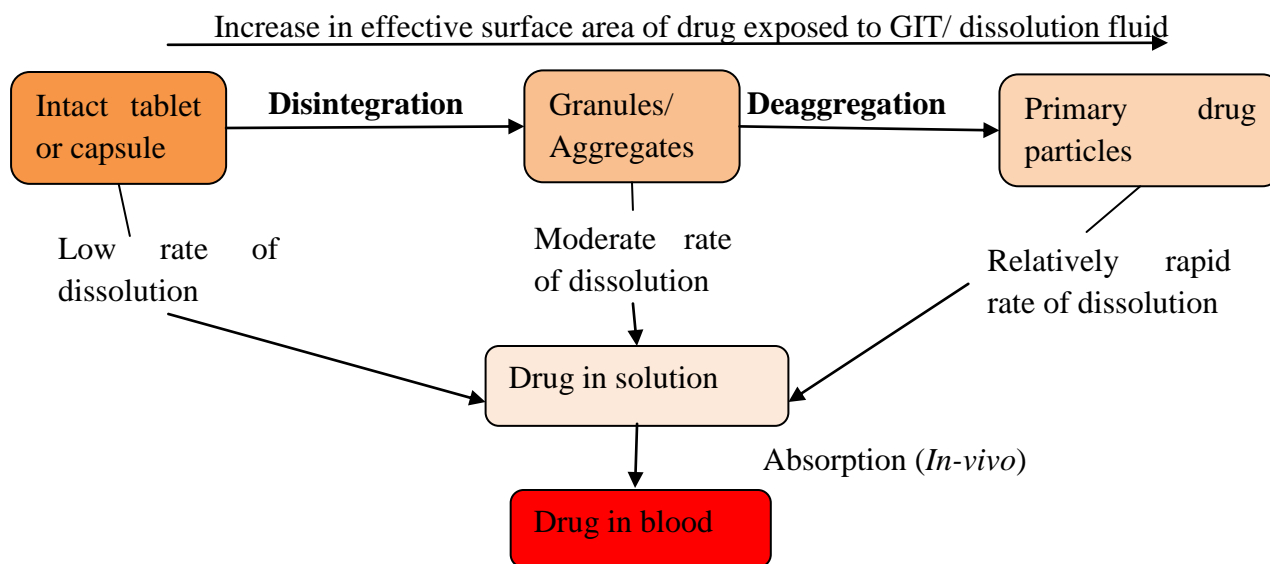 Increase in effective surface area of drug exposed to GIT/ dissolution fluid
Intact tablet
or capsule
Disintegration
Granules/
Aggregates
Deaggregation
Primary drug
particles
Low rate of
dissolution
Moderate rate
of dissolution
Relatively rapid
rate of dissolution
Drug in solution
Absorption (In-vivo)
Drug in blood